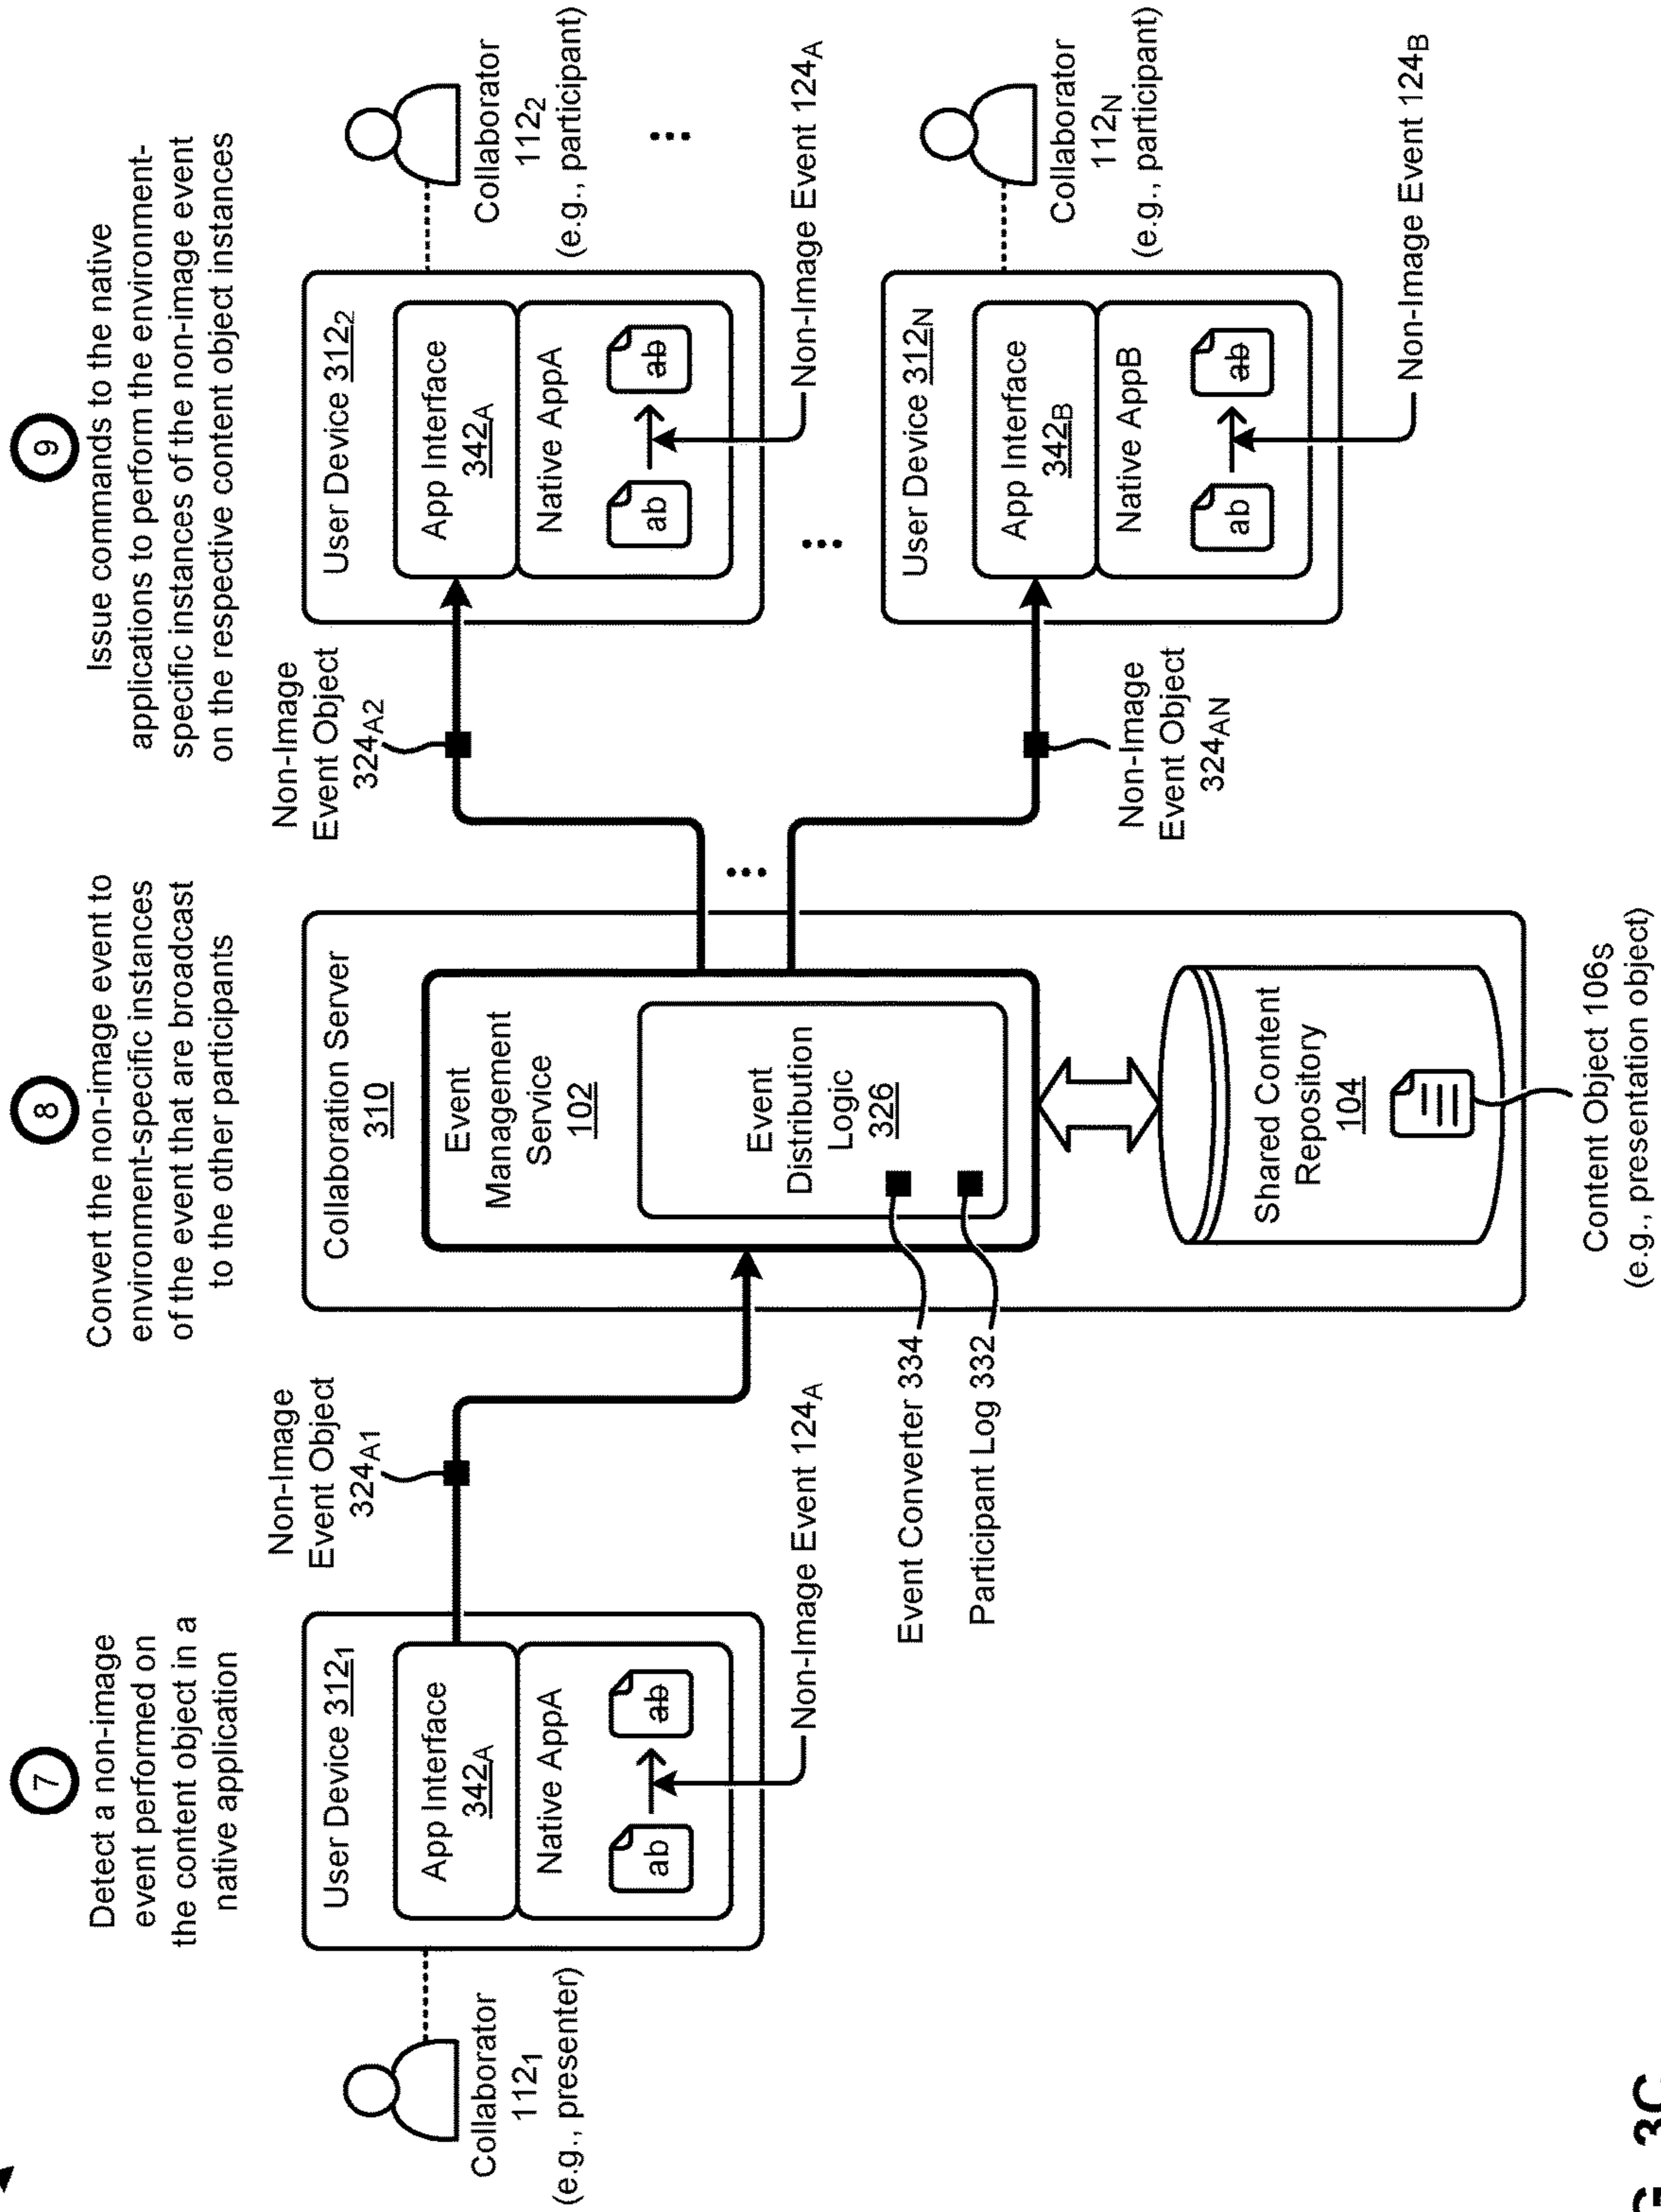 7
Detect a non-image
event performed on
the content object in a
native application
8
Convert the non-image event to
environment-specific instances
of the event that are broadcast
to the other participants
9
Issue commands to the native
applications to perform the environment-
specific instances of the non-image event
on the respective content object instances
Collaborator
112₁
(e.g., presenter)
User Device 312₁
App Interface
342A
Native AppA
ab
ab
Non-Image Event 124A
Non-Image
Event Object
324A1
Collaboration Server
310
Event
Management
Service
102
Event
Distribution
Logic
326
Event Converter 334
Participant Log 332
Shared Content
Repository
104
Content Object 106S
(e.g., presentation object)
...
Non-Image
Event Object
324A2
Non-Image
Event Object
324AN
User Device 312₂
App Interface
342A
Native AppA
ab
ab
Non-Image Event 124A
Collaborator
112₂
(e.g., participant)
...
...
User Device 312N
App Interface
342B
Native AppB
ab
ab
Non-Image Event 124B
Collaborator
112N
(e.g., participant)
3C